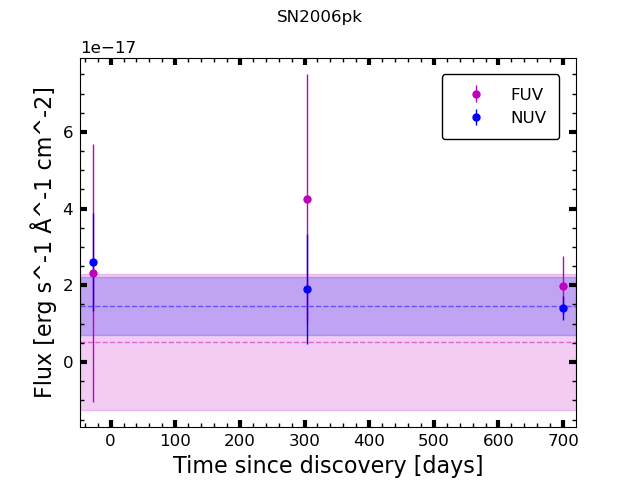 SN2006pk
1e−17
FUV
NUV
6
4
2
0
Flux [erg s^-1 Å^-1 cm^-2]
0 100 200 300 400 500 600 700
Time since discovery [days]